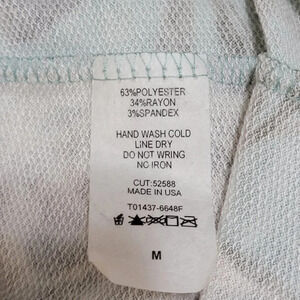 63%POLYESTER
34%RAYON
3%SPANDEX
HAND WASH COLD
LINE DRY
DO NOT WRING
NO IRON
CUT:52588
MADE IN USA
T01437-6648F
M